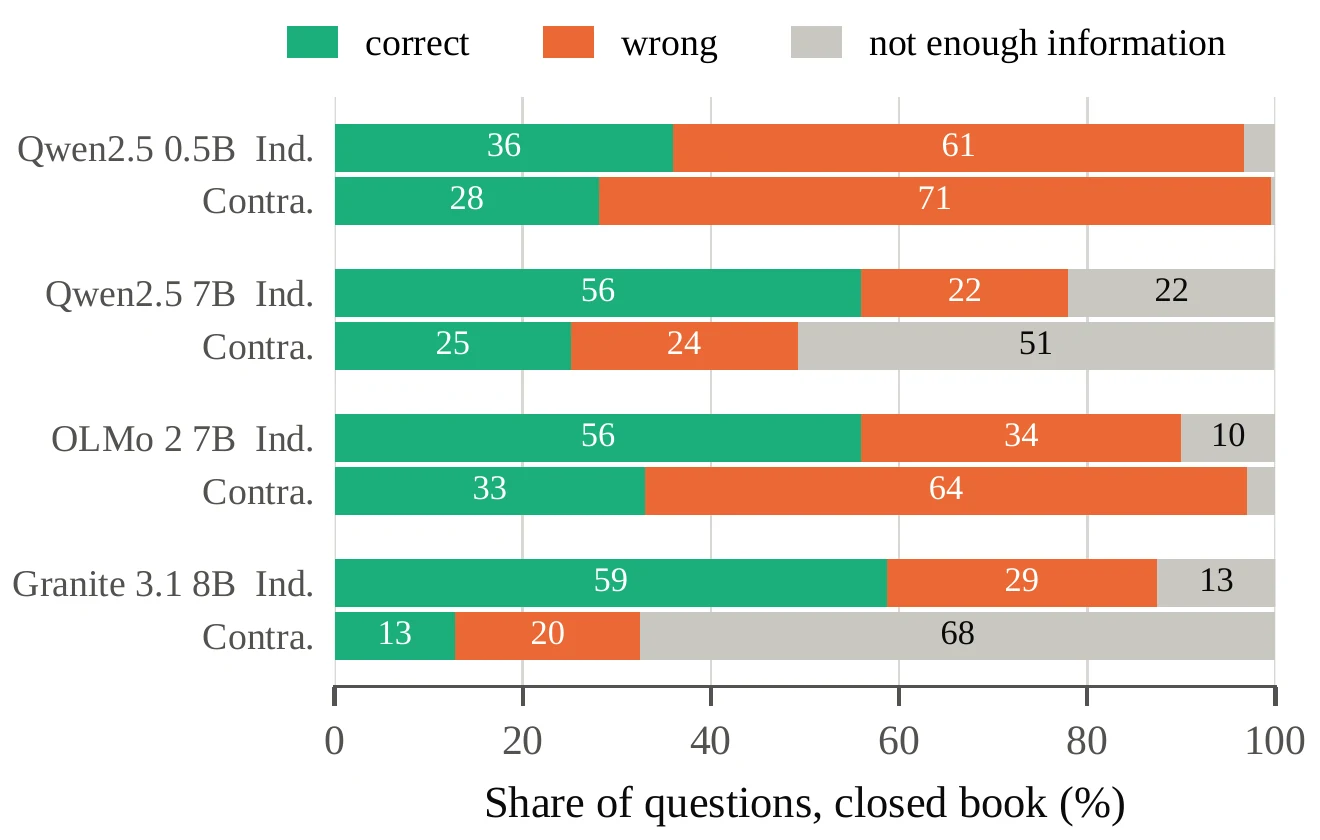 correct wrong not enough information
Qwen2.5 0.5B Ind. 36 61
Contra. 28 71
Qwen2.5 7B Ind. 56 22 22
Contra. 25 24 51
OLMo 2 7B Ind. 56 34 10
Contra. 33 64
Granite 3.1 8B Ind. 59 29 13
Contra. 13 20 68
0 20 40 60 80 100
Share of questions, closed book (%)